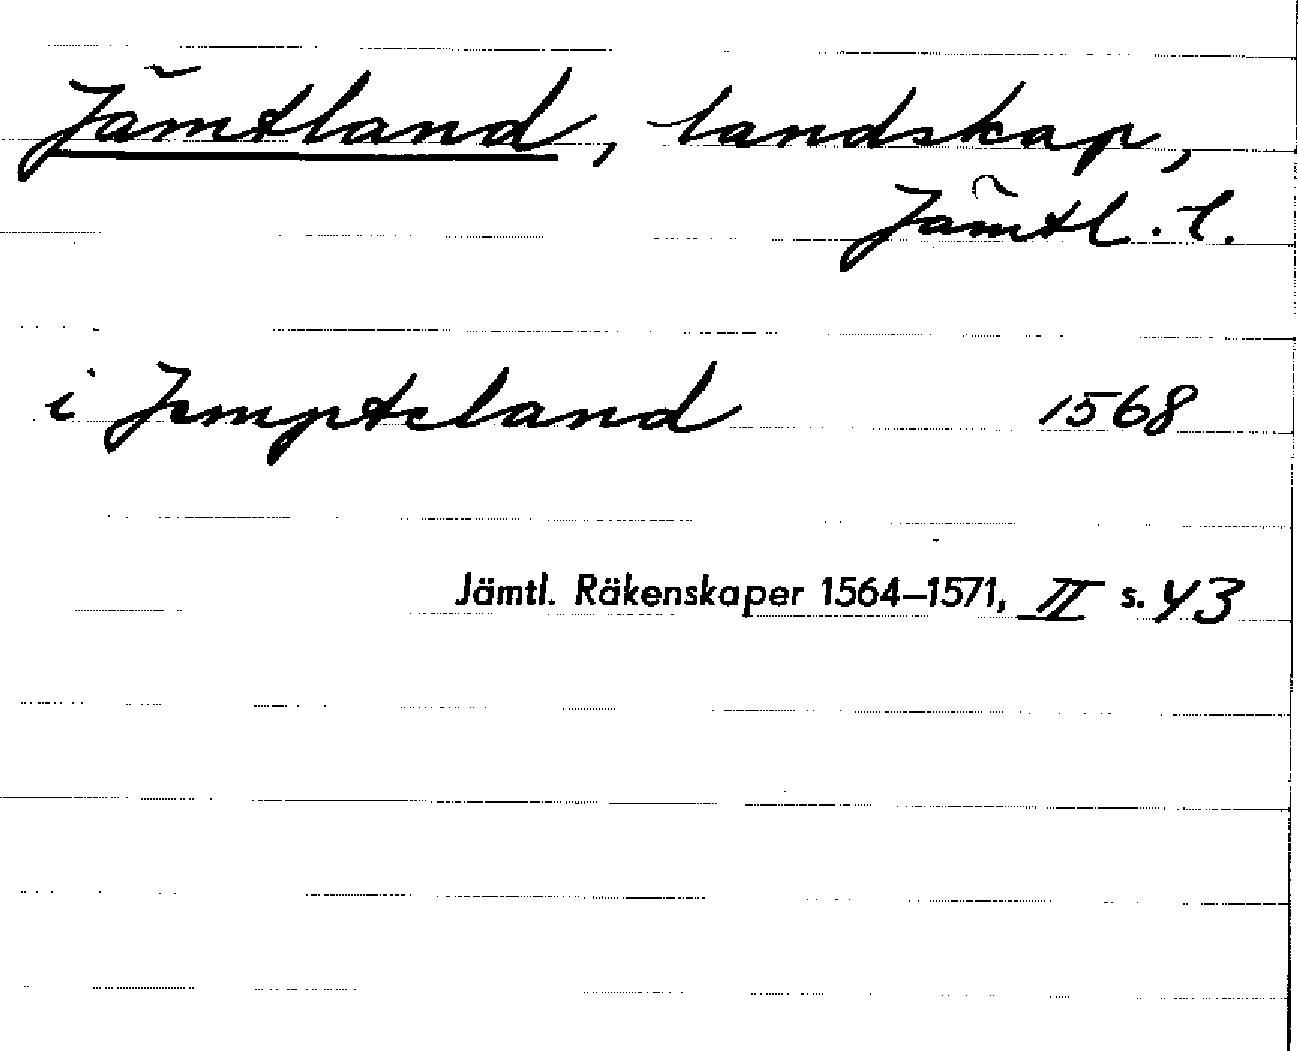 Jämtland, landskap,
Jämtl. l.
i Jempteland 1568
Jämtl. Räkenskaper 1564–1571, II s. 43